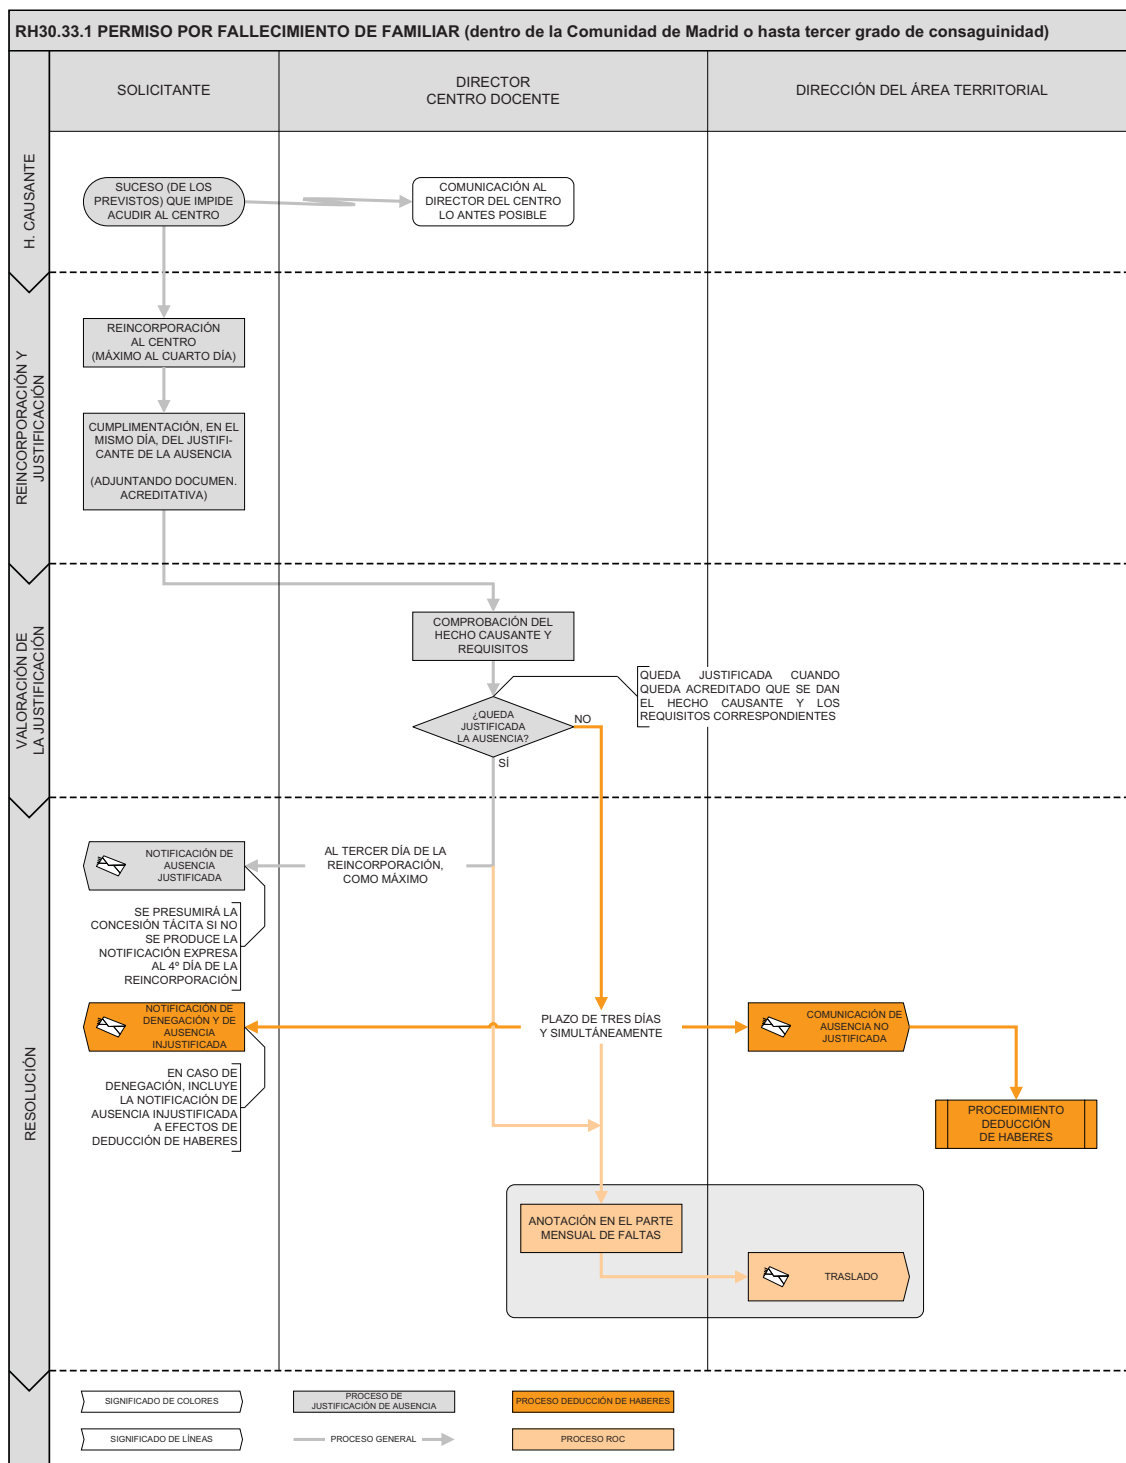 RH30.33.1 PERMISO POR FALLECIMIENTO DE FAMILIAR (dentro de la Comunidad de Madrid o hasta tercer grado de consaguinidad)
SOLICITANTE
DIRECTOR
CENTRO DOCENTE
DIRECCIÓN DEL ÁREA TERRITORIAL
H. CAUSANTE
SUCESO (DE LOS
PREVISTOS) QUE IMPIDE
ACUDIR AL CENTRO
COMUNICACIÓN AL
DIRECTOR DEL CENTRO
LO ANTES POSIBLE
REINCORPORACIÓN Y
JUSTIFICACIÓN
REINCORPORACIÓN
AL CENTRO
(MÁXIMO AL CUARTO DÍA)
CUMPLIMENTACIÓN, EN EL
MISMO DÍA, DEL JUSTIFI-
CANTE DE LA AUSENCIA
(ADJUNTANDO DOCUMEN.
ACREDITATIVA)
VALORACIÓN DE
LA JUSTIFICACIÓN
COMPROBACIÓN DEL
HECHO CAUSANTE Y
REQUISITOS
QUEDA JUSTIFICADA CUANDO
QUEDA ACREDITADO QUE SE DAN
EL HECHO CAUSANTE Y LOS
REQUISITOS CORRESPONDIENTES
¿QUEDA
JUSTIFICADA
LA AUSENCIA?
NO
SÍ
RESOLUCIÓN
NOTIFICACIÓN DE
AUSENCIA
JUSTIFICADA
AL TERCER DÍA DE LA
REINCORPORACIÓN,
COMO MÁXIMO
SE PRESUMIRÁ LA
CONCESIÓN TÁCITA SI NO
SE PRODUCE LA
NOTIFICACIÓN EXPRESA
AL 4º DÍA DE LA
REINCORPORACIÓN
NOTIFICACIÓN DE
DENEGACIÓN Y DE
AUSENCIA
INJUSTIFICADA
PLAZO DE TRES DÍAS
Y SIMULTÁNEAMENTE
COMUNICACIÓN DE
AUSENCIA NO
JUSTIFICADA
EN CASO DE
DENEGACIÓN, INCLUYE
LA NOTIFICACIÓN DE
AUSENCIA INJUSTIFICADA
A EFECTOS DE
DEDUCCIÓN DE HABERES
PROCEDIMIENTO
DEDUCCIÓN
DE HABERES
ANOTACIÓN EN EL PARTE
MENSUAL DE FALTAS
TRASLADO
SIGNIFICADO DE COLORES
PROCESO DE
JUSTIFICACIÓN DE AUSENCIA
PROCESO DEDUCCIÓN DE HABERES
SIGNIFICADO DE LÍNEAS
PROCESO GENERAL
PROCESO ROC